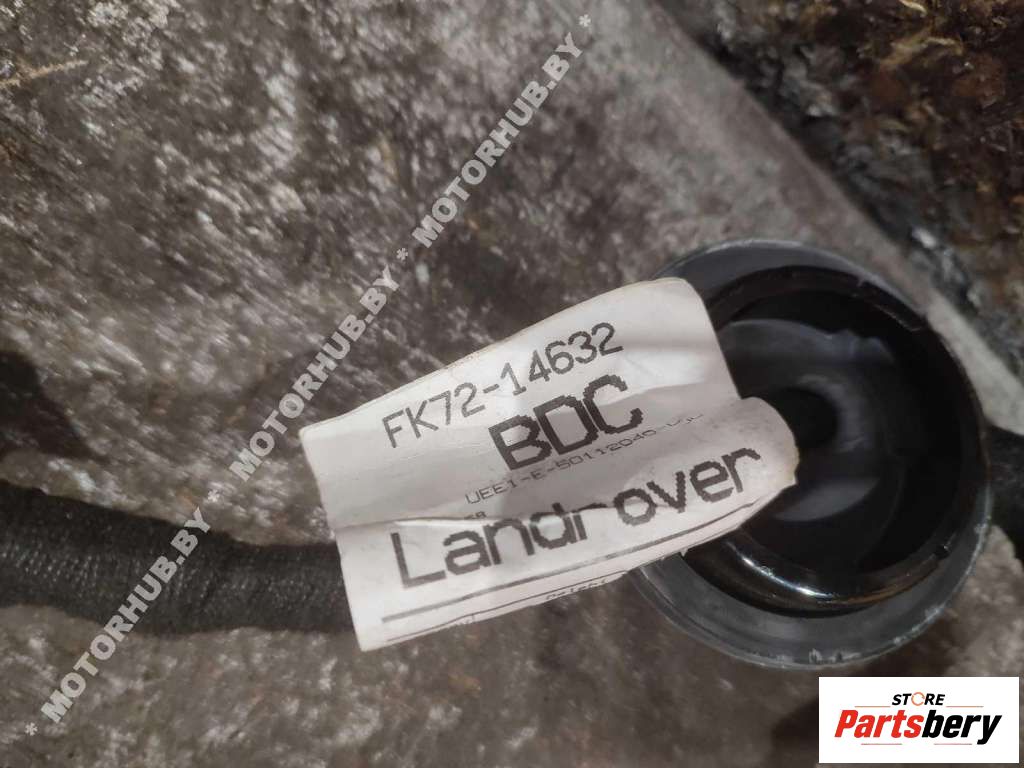 FK72-14632
BDC
Landrover
* MOTORHUB.BY * MOTORHUB.BY * MOTORHUB.BY *
STORE
Partsbery